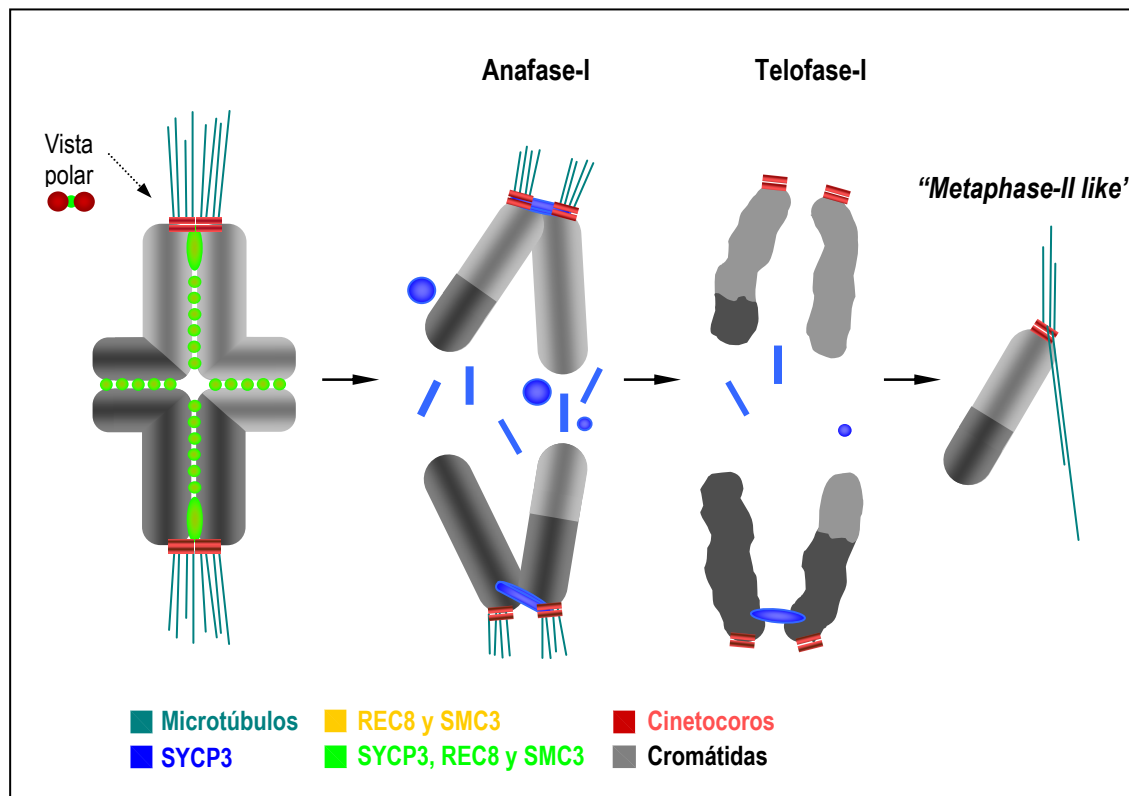 Anafase-I
Telofase-I
Vista
polar
“Metaphase-II like”
Microtúbulos
REC8 y SMC3
Cinetocoros
SYCP3
SYCP3, REC8 y SMC3
Cromátidas